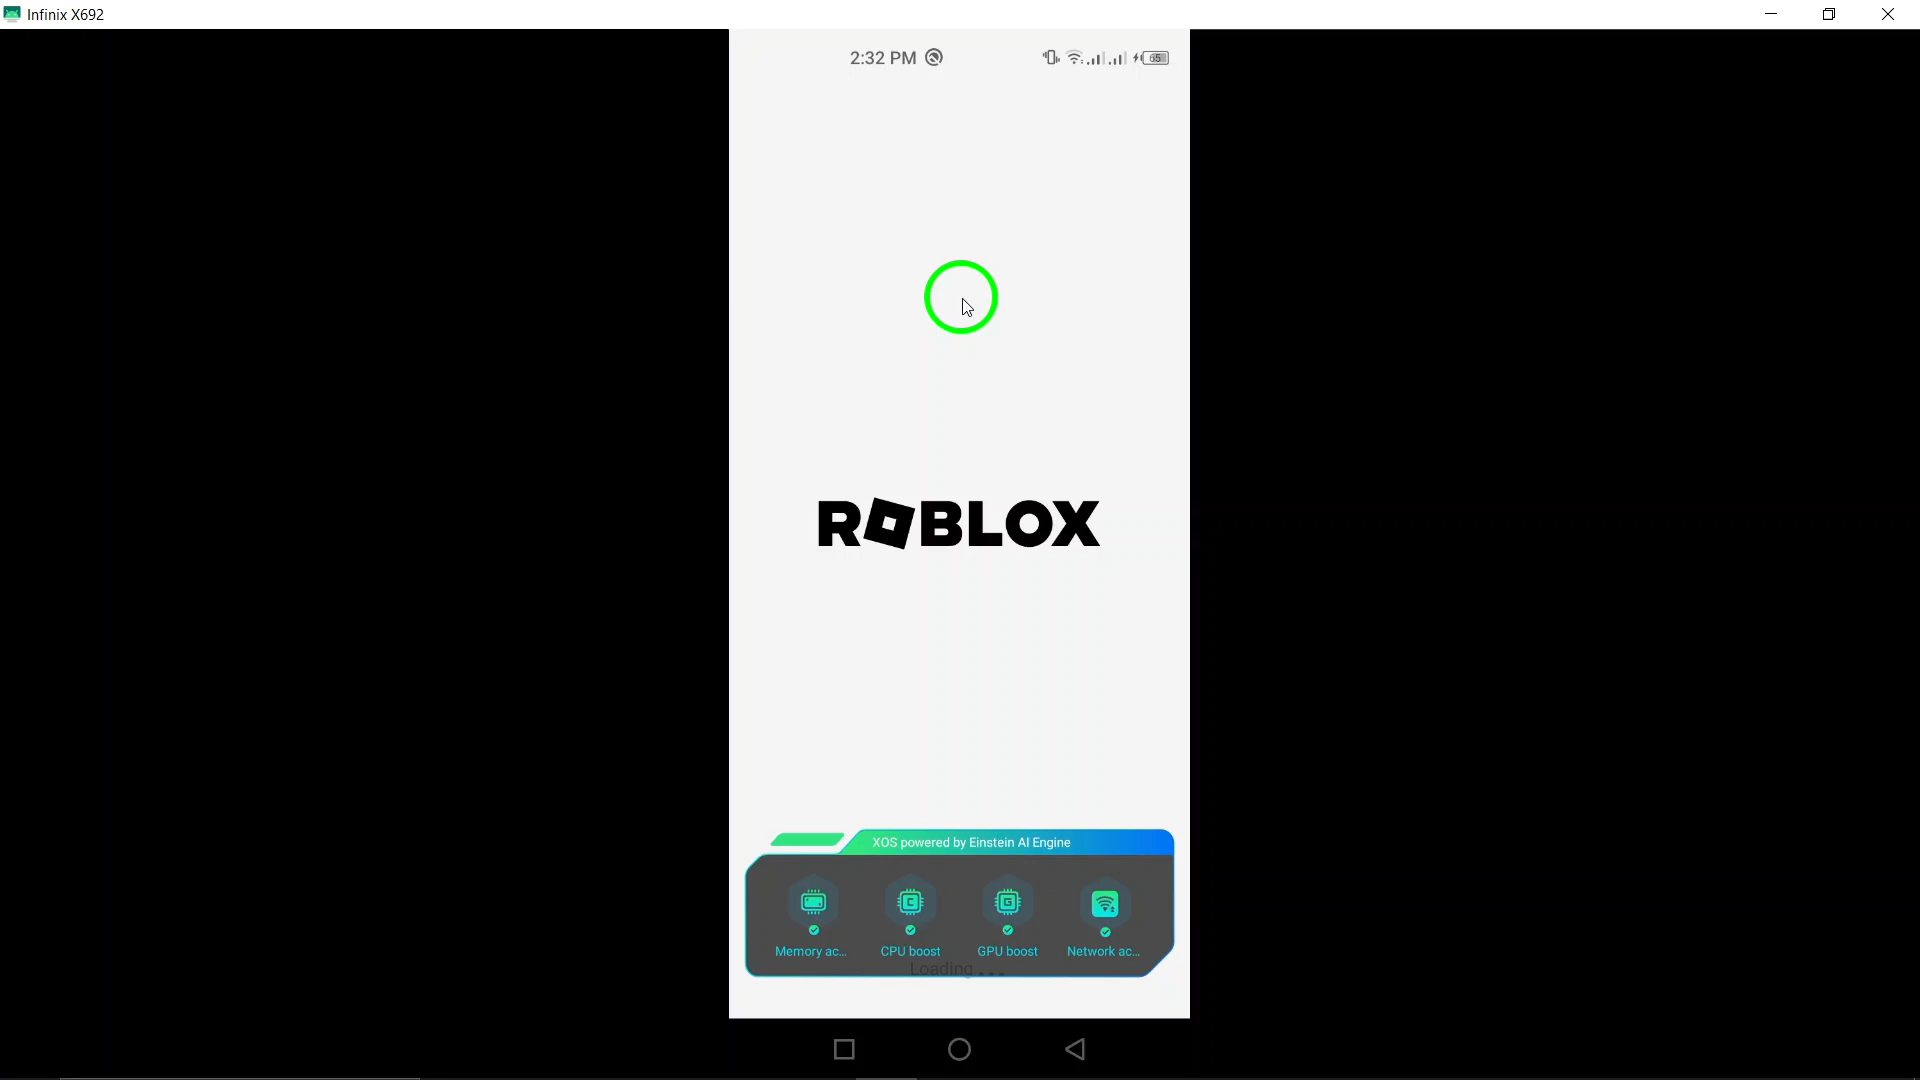 Infinix X692
2:32 PM
65
ROBLOX
XOS powered by Einstein AI Engine
C
G
Memory ac...
CPU boost
GPU boost
Network ac...
Loading...